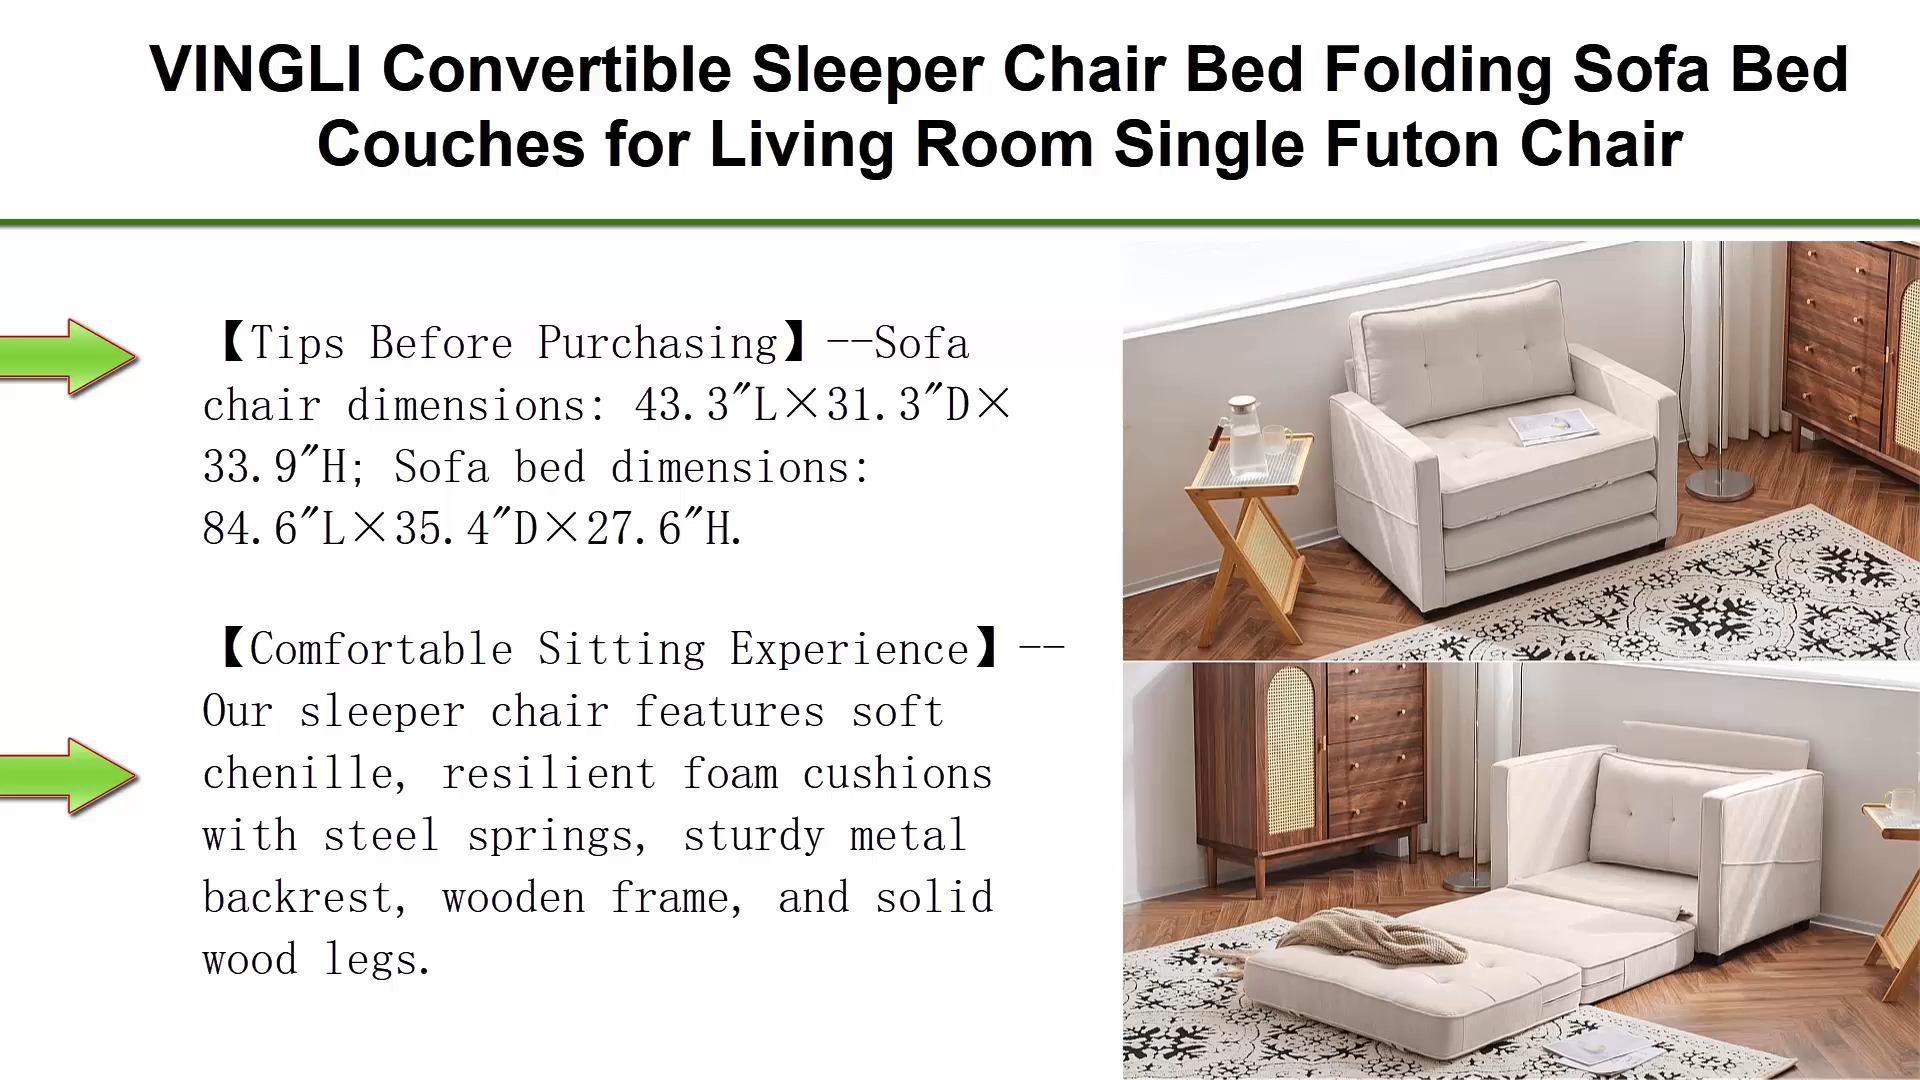 VINGLI Convertible Sleeper Chair Bed Folding Sofa Bed
Couches for Living Room Single Futon Chair
【Tips Before Purchasing】--Sofa
chair dimensions: 43.3″L×31.3″D×
33.9″H; Sofa bed dimensions:
84.6″L×35.4″D×27.6″H.
【Comfortable Sitting Experience】--
Our sleeper chair features soft
chenille, resilient foam cushions
with steel springs, sturdy metal
backrest, wooden frame, and solid
wood legs.